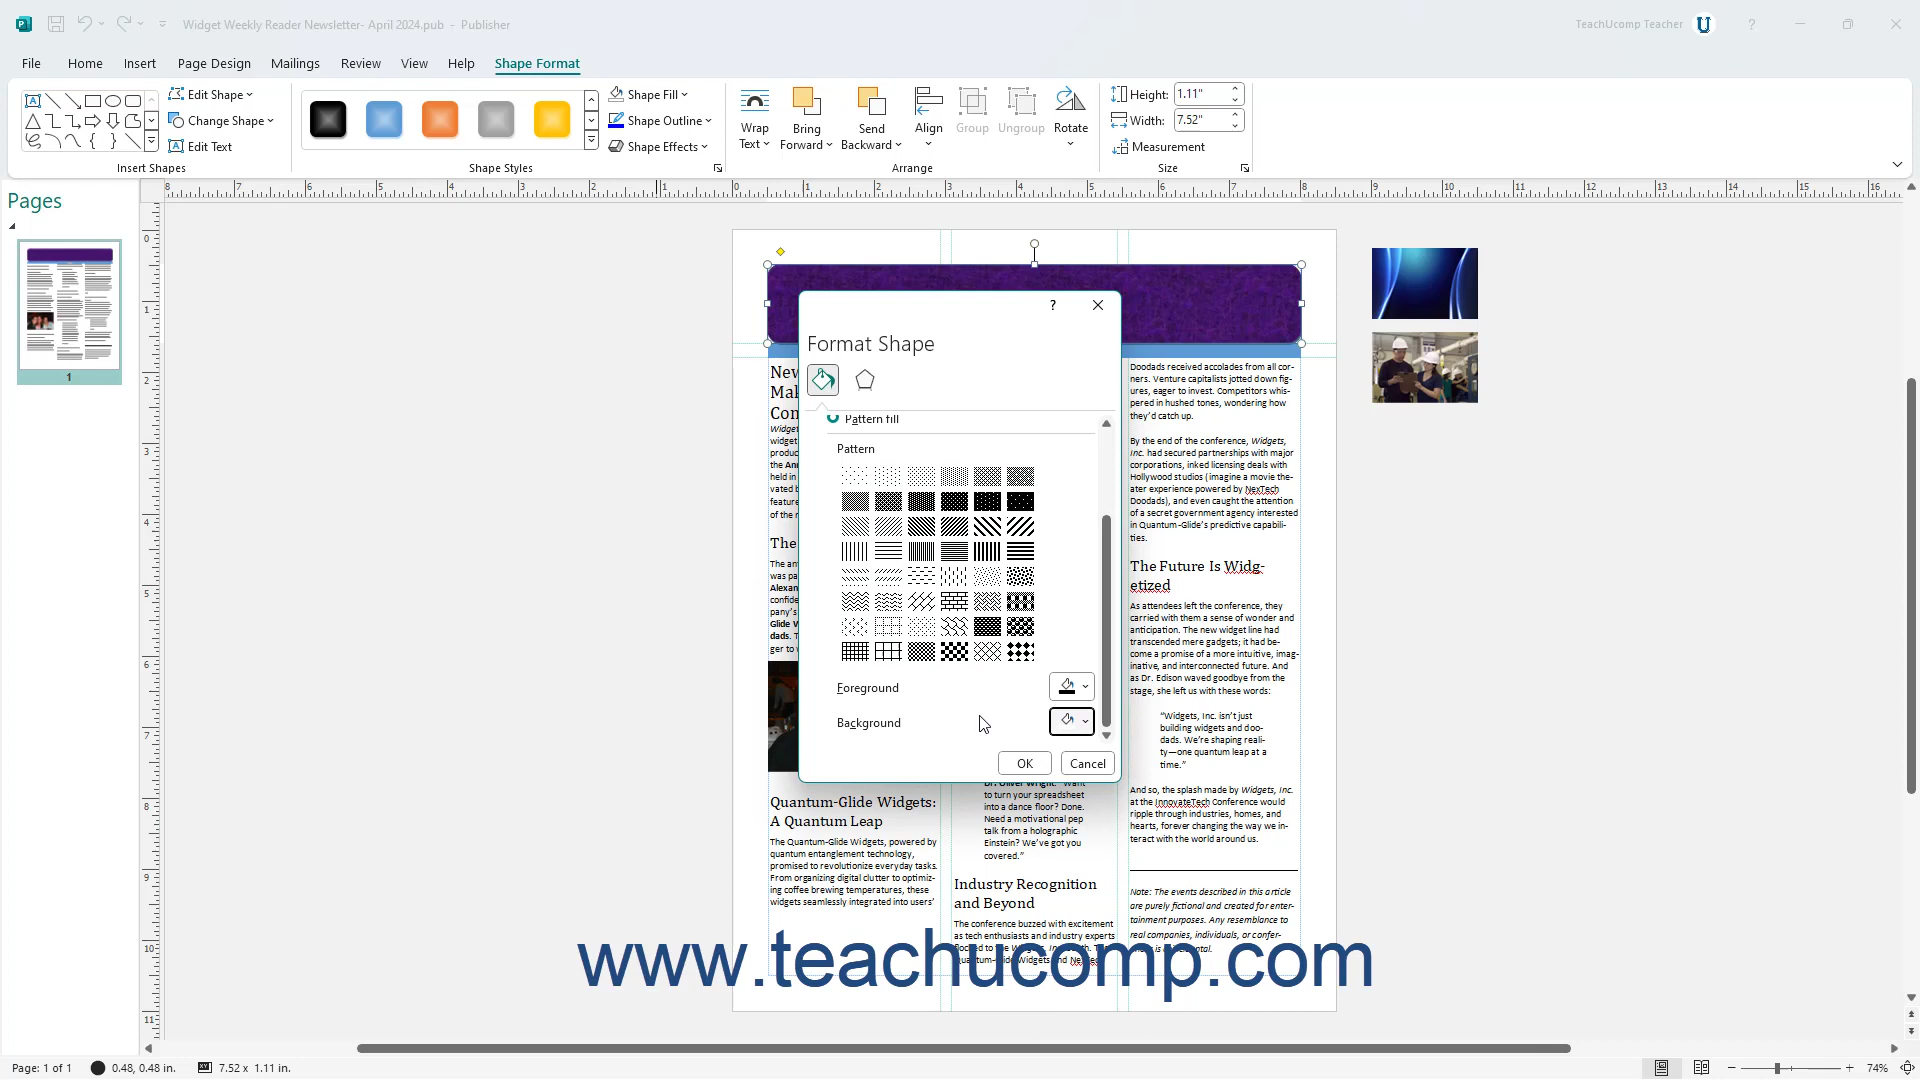 Widget Weekly Reader Newsletter- April 2024.pub - Publisher
TeachUcomp Teacher
File Home Insert Page Design Mailings Review View Help Shape Format
Edit Shape
Change Shape
Edit Text
Insert Shapes
Shape Fill
Shape Outline
Shape Effects
Shape Styles
Wrap Text
Bring Forward
Send Backward
Align
Group
Ungroup
Rotate
Arrange
Height: 1.11"
Width: 7.52"
Measurement
Size
Pages
1
Format Shape
Pattern fill
Pattern
Foreground
Background
OK
Cancel
The
Quantum-Glide Widgets:
A Quantum Leap
The Quantum-Glide Widgets, powered by
quantum entanglement technology,
promised to revolutionize everyday tasks.
From organizing digital clutter to optimiz-
ing coffee brewing temperatures, these
widgets seamlessly integrated into users'
to turn your spreadsheet
into a dance floor? Done.
Need a motivational pep
talk from a holographic
Einstein? We've got you
covered."
Industry Recognition
and Beyond
The conference buzzed with excitement
as tech enthusiasts and industry experts
Doodads received accolades from all cor-
ners. Venture capitalists jotted down fig-
ures, eager to invest. Competitors whis-
pered in hushed tones, wondering how
they'd catch up.
By the end of the conference, Widgets,
Inc. had secured partnerships with major
corporations, inked licensing deals with
Hollywood studios (imagine a movie the-
ater experience powered by NexTech
Doodads), and even caught the attention
of a secret government agency interested
in Quantum-Glide's predictive capabili-
ties.
The Future Is Widg-
etized
As attendees left the conference, they
carried with them a sense of wonder and
anticipation. The new widget line had
transcended mere gadgets; it had be-
come a promise of a more intuitive, imag-
inative, and interconnected future. And
as Dr. Edison waved goodbye from the
stage, she left us with these words:
"Widgets, Inc. isn't just
building widgets and doo-
dads. We're shaping reali-
ty—one quantum leap at a
time."
And so, the splash made by Widgets, Inc.
at the InnovateTech Conference would
ripple through industries, homes, and
hearts, forever changing the way we in-
teract with the world around us.
Note: The events described in this article
are purely fictional and created for enter-
tainment purposes. Any resemblance to
real companies, individuals, or confer-
www.teachucomp.com
Page: 1 of 1 0.48, 0.48 in. 7.52 x 1.11 in. 74%